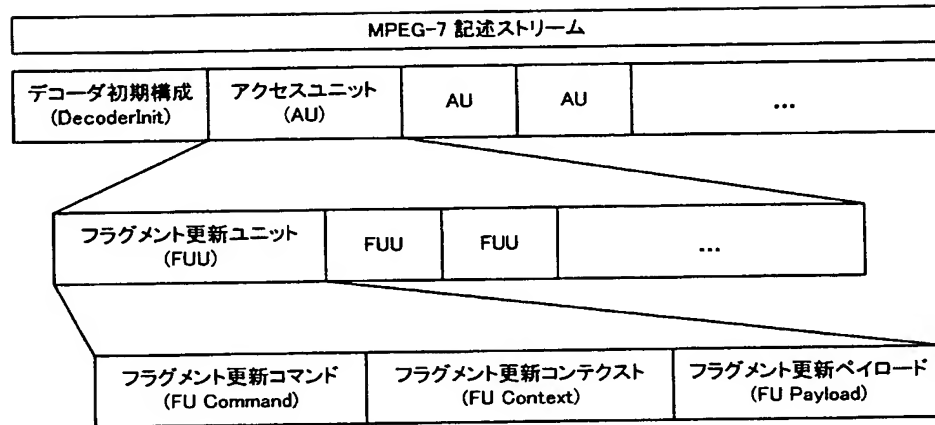 MPEG-7 記述ストリーム
デコーダ初期構成
(DecoderInit)
アクセスユニット
(AU)
AU
AU
...
フラグメント更新ユニット
(FUU)
FUU
FUU
...
フラグメント更新コマンド
(FU Command)
フラグメント更新コンテクスト
(FU Context)
フラグメント更新ペイロード
(FU Payload)